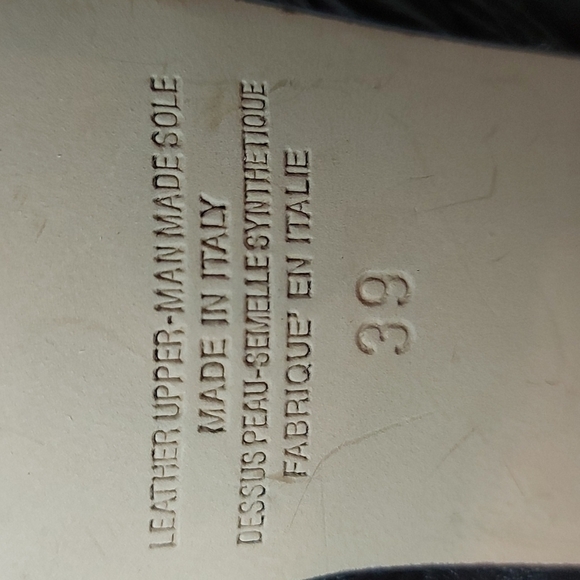 LEATHER UPPER-MAN MADE SOLE
MADE IN ITALY
DESSUS PEAU-SEMELLE SYNTHETIQUE
FABRIQUE' EN ITALIE
39